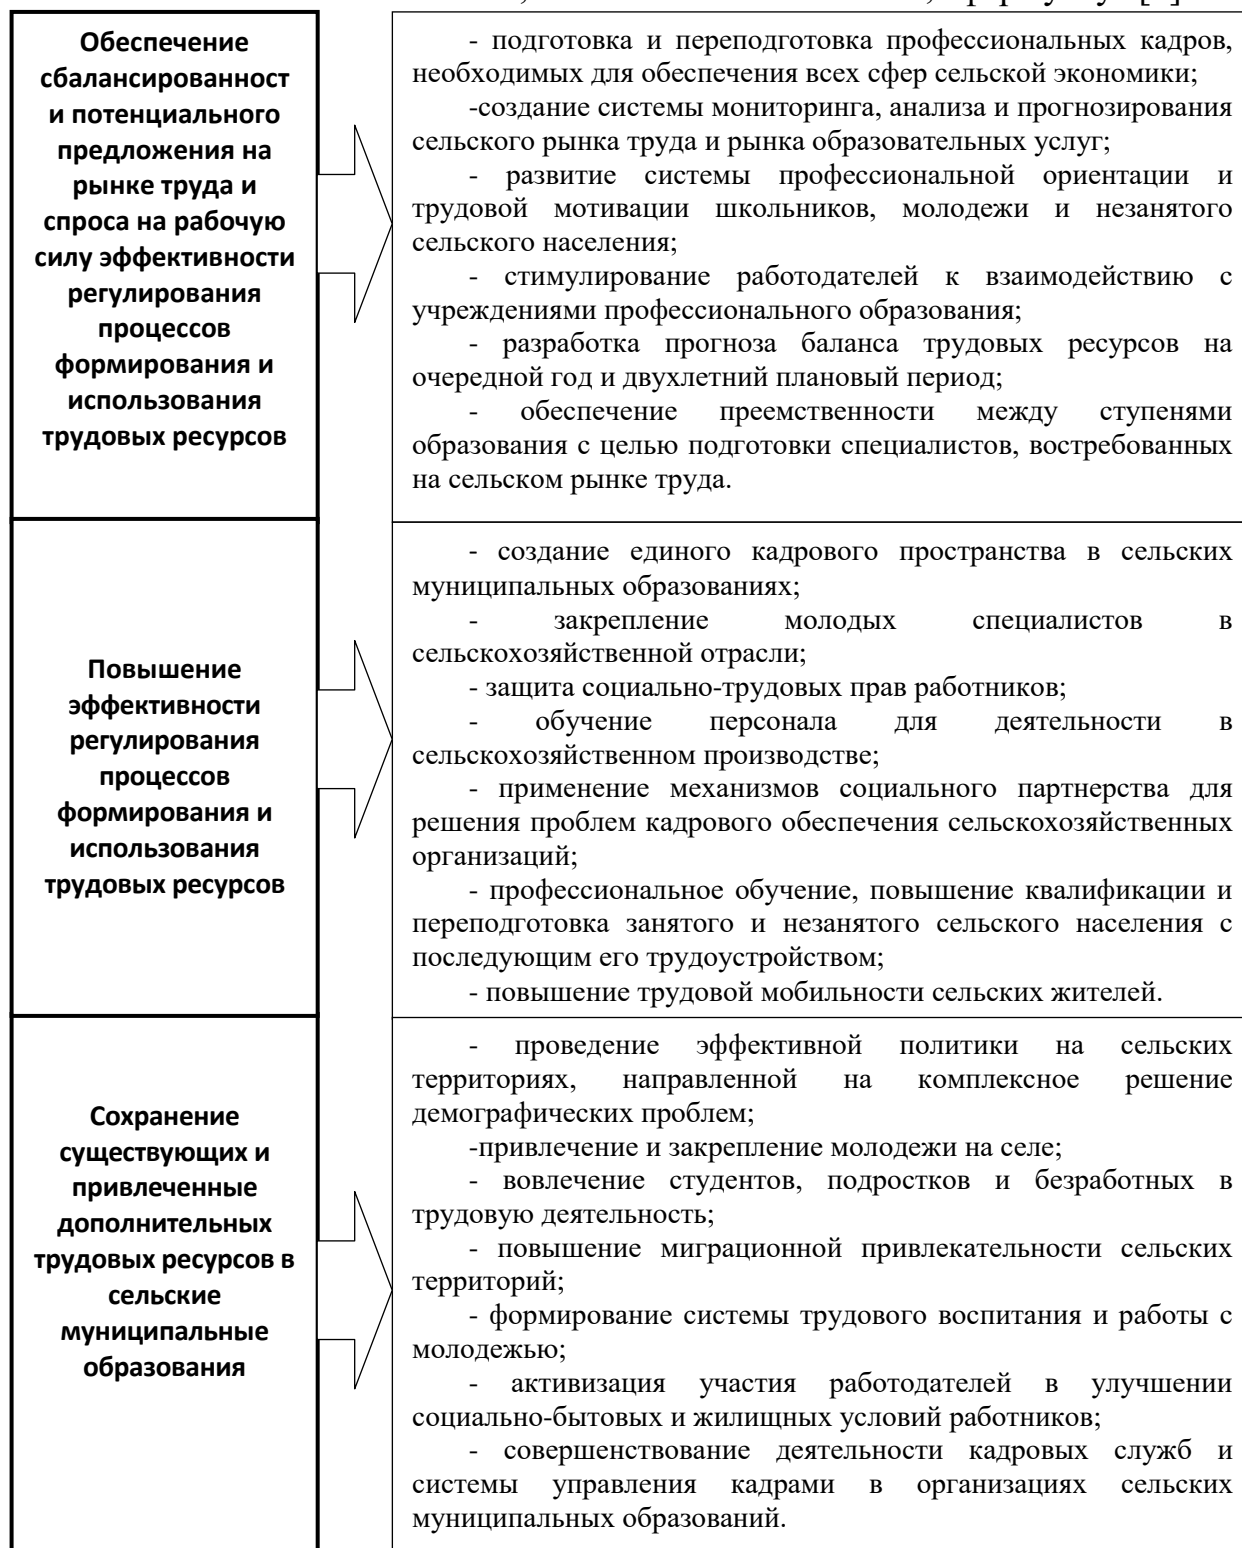 Обеспечение
сбалансированност
и потенциального
предложения на
рынке труда и
спроса на рабочую
силу эффективности
регулирования
процессов
формирования и
использования
трудовых ресурсов
- подготовка и переподготовка профессиональных кадров,
необходимых для обеспечения всех сфер сельской экономики;
-создание системы мониторинга, анализа и прогнозирования
сельского рынка труда и рынка образовательных услуг;
- развитие системы профессиональной ориентации и
трудовой мотивации школьников, молодежи и незанятого
сельского населения;
- стимулирование работодателей к взаимодействию с
учреждениями профессионального образования;
- разработка прогноза баланса трудовых ресурсов на
очередной год и двухлетний плановый период;
- обеспечение преемственности между ступенями
образования с целью подготовки специалистов, востребованных
на сельском рынке труда.
Повышение
эффективности
регулирования
процессов
формирования и
использования
трудовых ресурсов
- создание единого кадрового пространства в сельских
муниципальных образованиях;
- закрепление молодых специалистов в
сельскохозяйственной отрасли;
- защита социально-трудовых прав работников;
- обучение персонала для деятельности в
сельскохозяйственном производстве;
- применение механизмов социального партнерства для
решения проблем кадрового обеспечения сельскохозяйственных
организаций;
- профессиональное обучение, повышение квалификации и
переподготовка занятого и незанятого сельского населения с
последующим его трудоустройством;
- повышение трудовой мобильности сельских жителей.
Сохранение
существующих и
привлеченные
дополнительных
трудовых ресурсов в
сельские
муниципальные
образования
- проведение эффективной политики на сельских
территориях, направленной на комплексное решение
демографических проблем;
-привлечение и закрепление молодежи на селе;
- вовлечение студентов, подростков и безработных в
трудовую деятельность;
- повышение миграционной привлекательности сельских
территорий;
- формирование системы трудового воспитания и работы с
молодежью;
- активизация участия работодателей в улучшении
социально-бытовых и жилищных условий работников;
- совершенствование деятельности кадровых служб и
системы управления кадрами в организациях сельских
муниципальных образований.